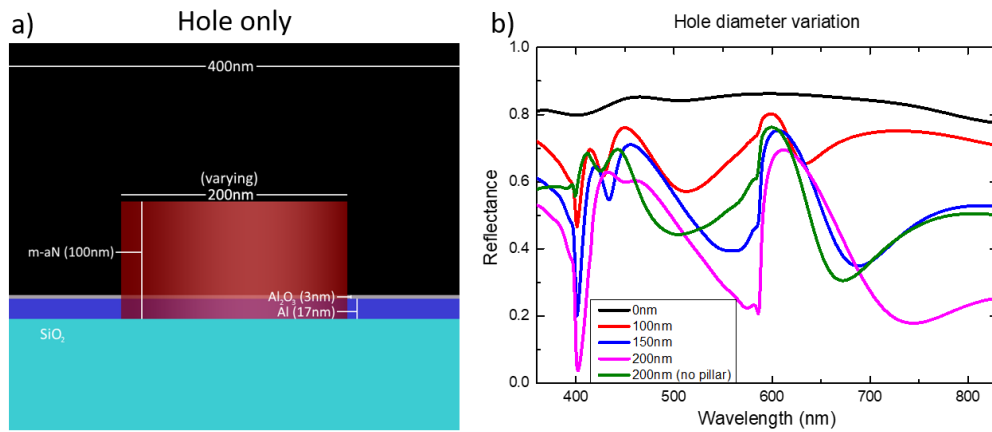 a)
Hole only
400nm
(varying)
200nm
m-aN (100nm)
Al₂O₃ (3nm)
Al (17nm)
SiO₂
b)
Hole diameter variation
Reflectance
1.0
0.8
0.6
0.4
0.2
0.0
0nm
100nm
150nm
200nm
200nm (no pillar)
400
500
600
700
800
Wavelength (nm)